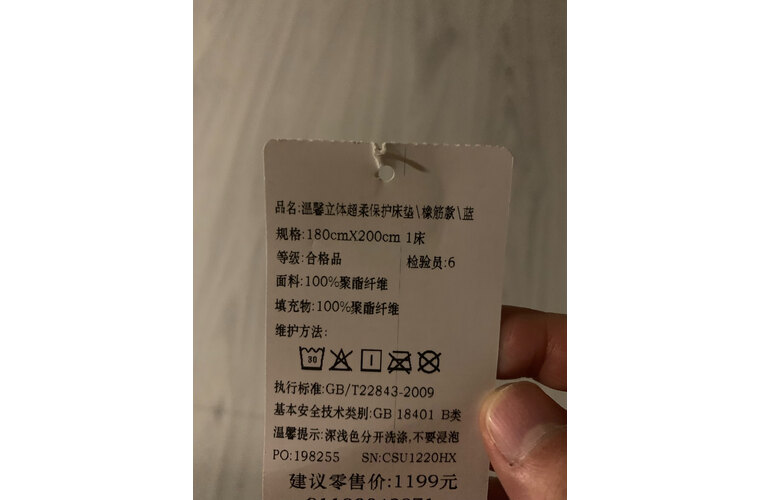 品名:温馨立体超柔保护床垫\橡筋款\蓝
规格:180cmX200cm 1床
等级:合格品 检验员:6
面料:100%聚酯纤维
填充物:100%聚酯纤维
维护方法:
30
执行标准:GB/T22843-2009
基本安全技术类别:GB 18401 B类
温馨提示:深浅色分开洗涤,不要浸泡
PO:198255 SN:CSU1220HX
建议零售价:1199元